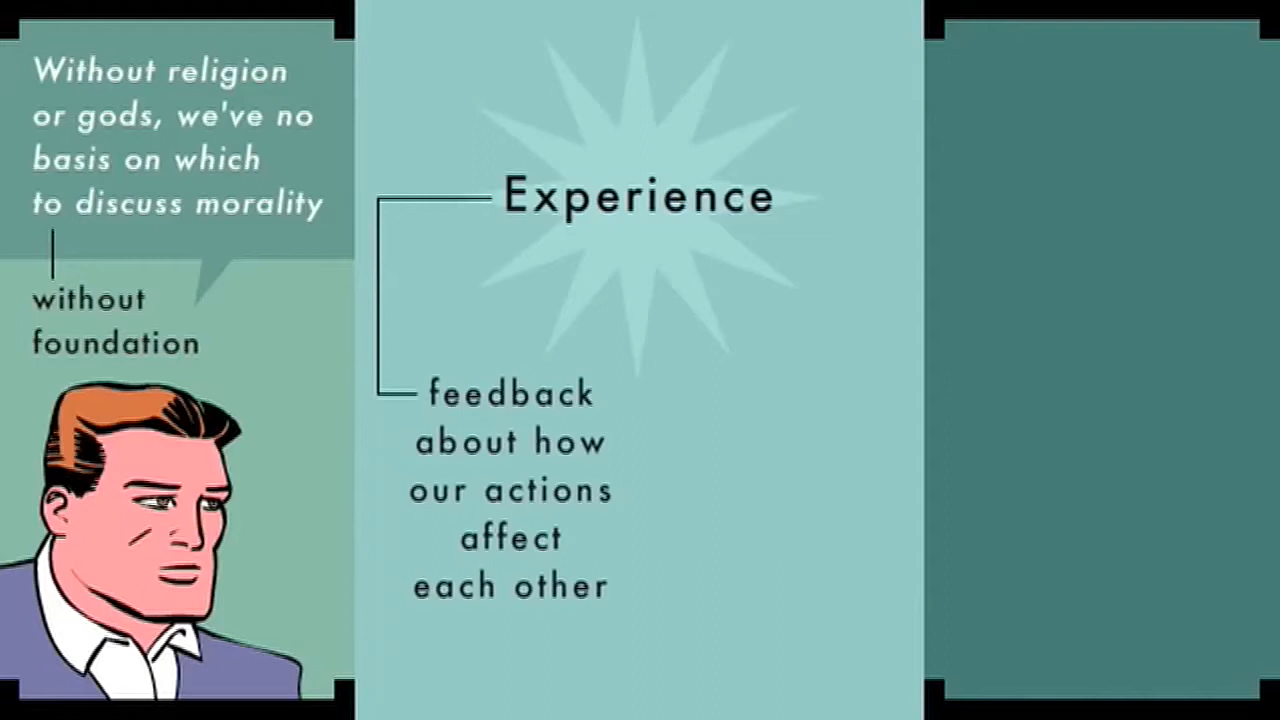 Without religion
or gods, we've no
basis on which
to discuss morality
without
foundation
Experience
feedback
about how
our actions
affect
each other